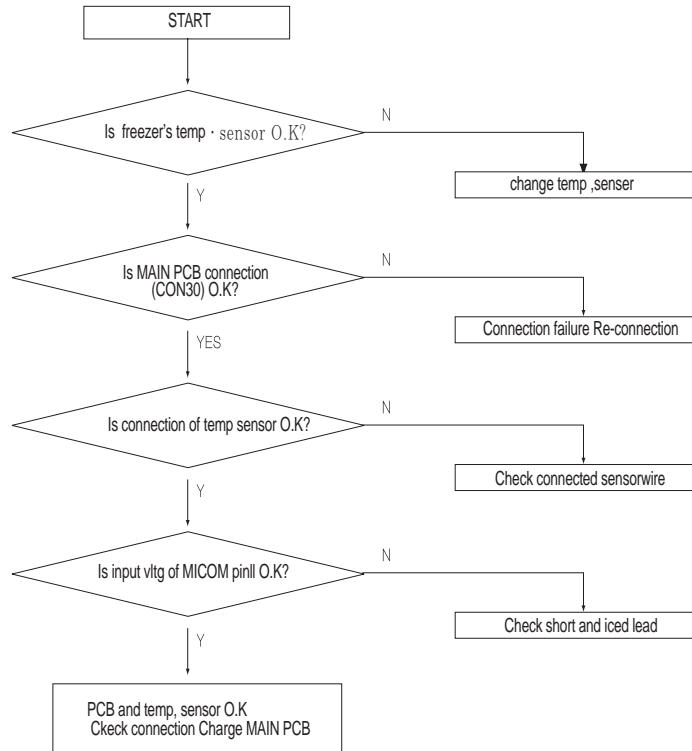 START
Is freezer's temp · sensor O.K?
N
change temp ,senser
Y
Is MAIN PCB connection
(CON30) O.K?
N
Connection failure Re-connection
YES
Is connection of temp sensor O.K?
N
Check connected sensorwire
Y
Is input vltg of MICOM pinll O.K?
N
Check short and iced lead
Y
PCB and temp, sensor O.K
Ckeck connection Charge MAIN PCB